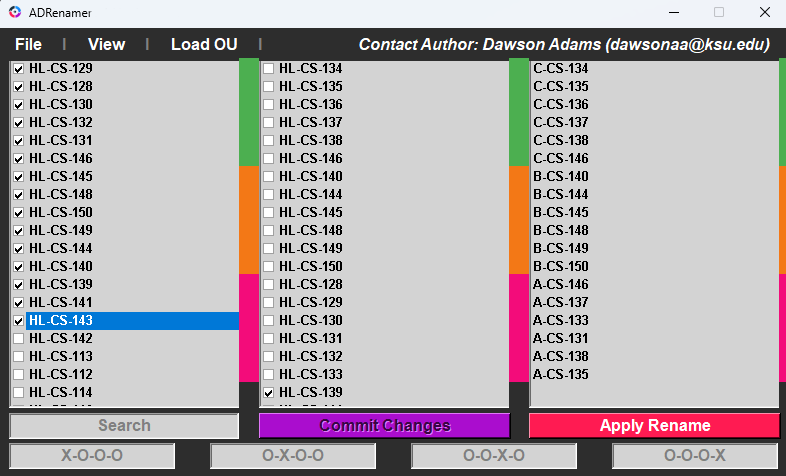 ADRenamer
File | View | Load OU | Contact Author: Dawson Adams (dawsonaa@ksu.edu)
HL-CS-129
HL-CS-128
HL-CS-130
HL-CS-132
HL-CS-131
HL-CS-146
HL-CS-145
HL-CS-148
HL-CS-150
HL-CS-149
HL-CS-144
HL-CS-140
HL-CS-139
HL-CS-141
HL-CS-143
HL-CS-142
HL-CS-113
HL-CS-112
HL-CS-114
HL-CS-134
HL-CS-135
HL-CS-136
HL-CS-137
HL-CS-138
HL-CS-146
HL-CS-140
HL-CS-144
HL-CS-145
HL-CS-148
HL-CS-149
HL-CS-150
HL-CS-128
HL-CS-129
HL-CS-130
HL-CS-131
HL-CS-132
HL-CS-133
HL-CS-139
C-CS-134
C-CS-135
C-CS-136
C-CS-137
C-CS-138
C-CS-146
B-CS-140
B-CS-144
B-CS-145
B-CS-148
B-CS-149
B-CS-150
A-CS-146
A-CS-137
A-CS-133
A-CS-131
A-CS-138
A-CS-135
Search
Commit Changes
Apply Rename
X-O-O-O
O-X-O-O
O-O-X-O
O-O-O-X